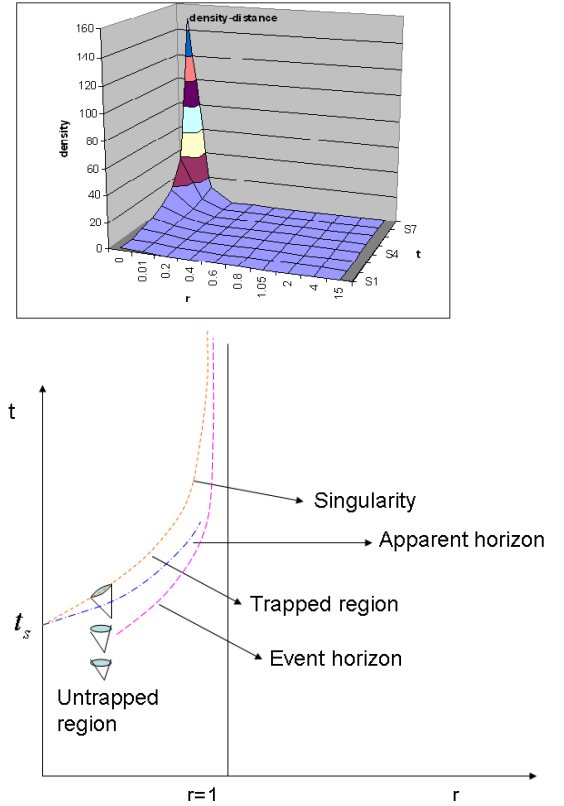 density-distance
160
140
120
100
80
60
40
20
0
density
0
0.01
0.2
0.4
0.6
0.8
1.05
2
4
15
r
S1
S4
S7
t
t
Singularity
Apparent horizon
Trapped region
t_s
Event horizon
Untrapped
region
r=1
r